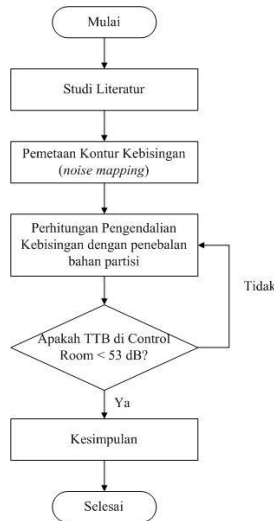 Mulai
Studi Literatur
Pemetaan Kontur Kebisingan
(noise mapping)
Perhitungan Pengendalian
Kebisingan dengan penebalan
bahan partisi
Tidak
Apakah TTB di Control
Room < 53 dB?
Ya
Kesimpulan
Selesai